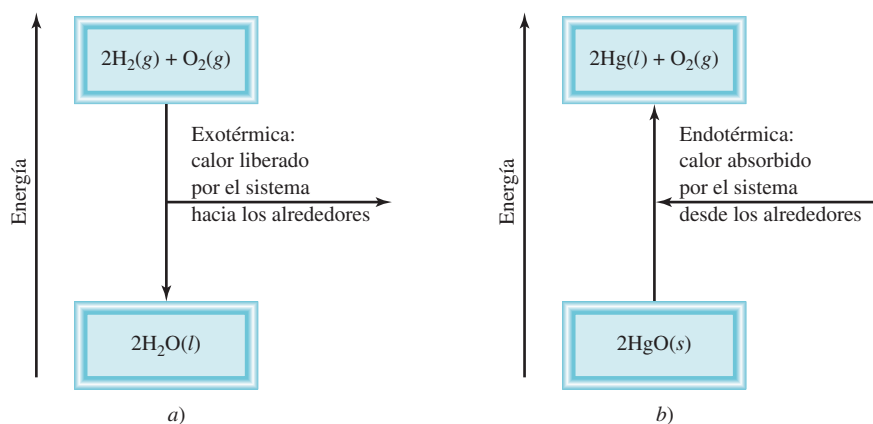 Energía
2H₂(g) + O₂(g)
Exotérmica:
calor liberado
por el sistema
hacia los alrededores
2H₂O(l)
a)
Energía
2Hg(l) + O₂(g)
Endotérmica:
calor absorbido
por el sistema
desde los alrededores
2HgO(s)
b)